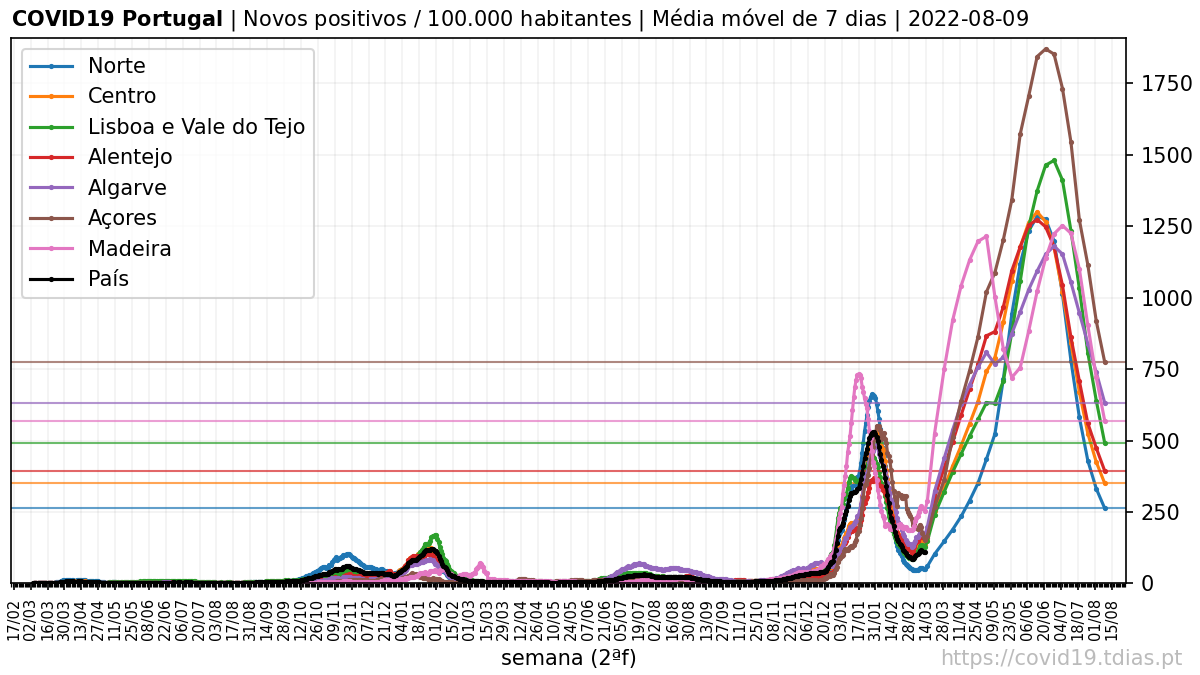 COVID19 Portugal | Novos positivos / 100.000 habitantes | Média móvel de 7 dias | 2022-08-09
Norte
Centro
Lisboa e Vale do Tejo
Alentejo
Algarve
Açores
Madeira
País
1750
1500
1250
1000
750
500
250
0
17/02 02/03 16/03 30/03 13/04 27/04 11/05 25/05 08/06 22/06 06/07 20/07 03/08 17/08 31/08 14/09 28/09 12/10 26/10 09/11 23/11 07/12 21/12 04/01 18/01 01/02 15/02 01/03 15/03 29/03 12/04 26/04 10/05 24/05 07/06 21/06 05/07 19/07 02/08 16/08 30/08 13/09 27/09 11/10 25/10 08/11 22/11 06/12 20/12 03/01 17/01 31/01 14/02 28/02 14/03 28/03 11/04 25/04 09/05 23/05 06/06 20/06 04/07 18/07 01/08 15/08
semana (2ªf)
https://covid19.tdias.pt